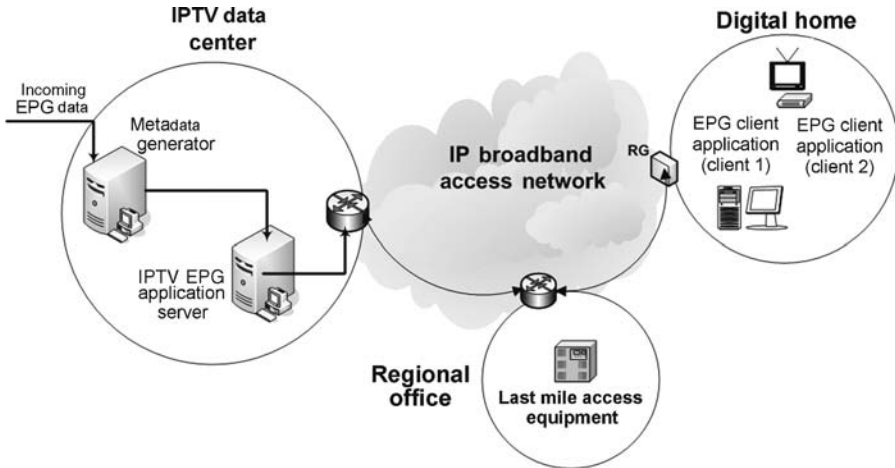 IPTV data
center
Incoming
EPG data
Metadata
generator
IPTV EPG
application
server
IP broadband
access network
RG
Digital home
EPG client
application
(client 1)
EPG client
application
(client 2)
Regional
office
Last mile access
equipment